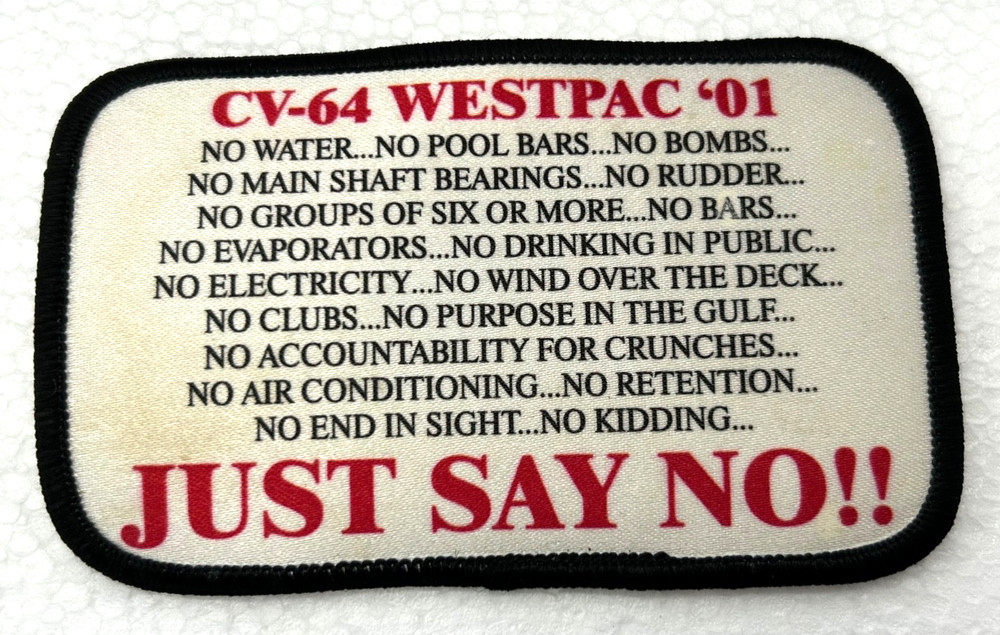 CV-64 WESTPAC ‘01
NO WATER...NO POOL BARS...NO BOMBS...
NO MAIN SHAFT BEARINGS...NO RUDDER...
NO GROUPS OF SIX OR MORE...NO BARS...
NO EVAPORATORS...NO DRINKING IN PUBLIC...
NO ELECTRICITY...NO WIND OVER THE DECK...
NO CLUBS...NO PURPOSE IN THE GULF...
NO ACCOUNTABILITY FOR CRUNCHES...
NO AIR CONDITIONING...NO RETENTION...
NO END IN SIGHT...NO KIDDING...
JUST SAY NO!!